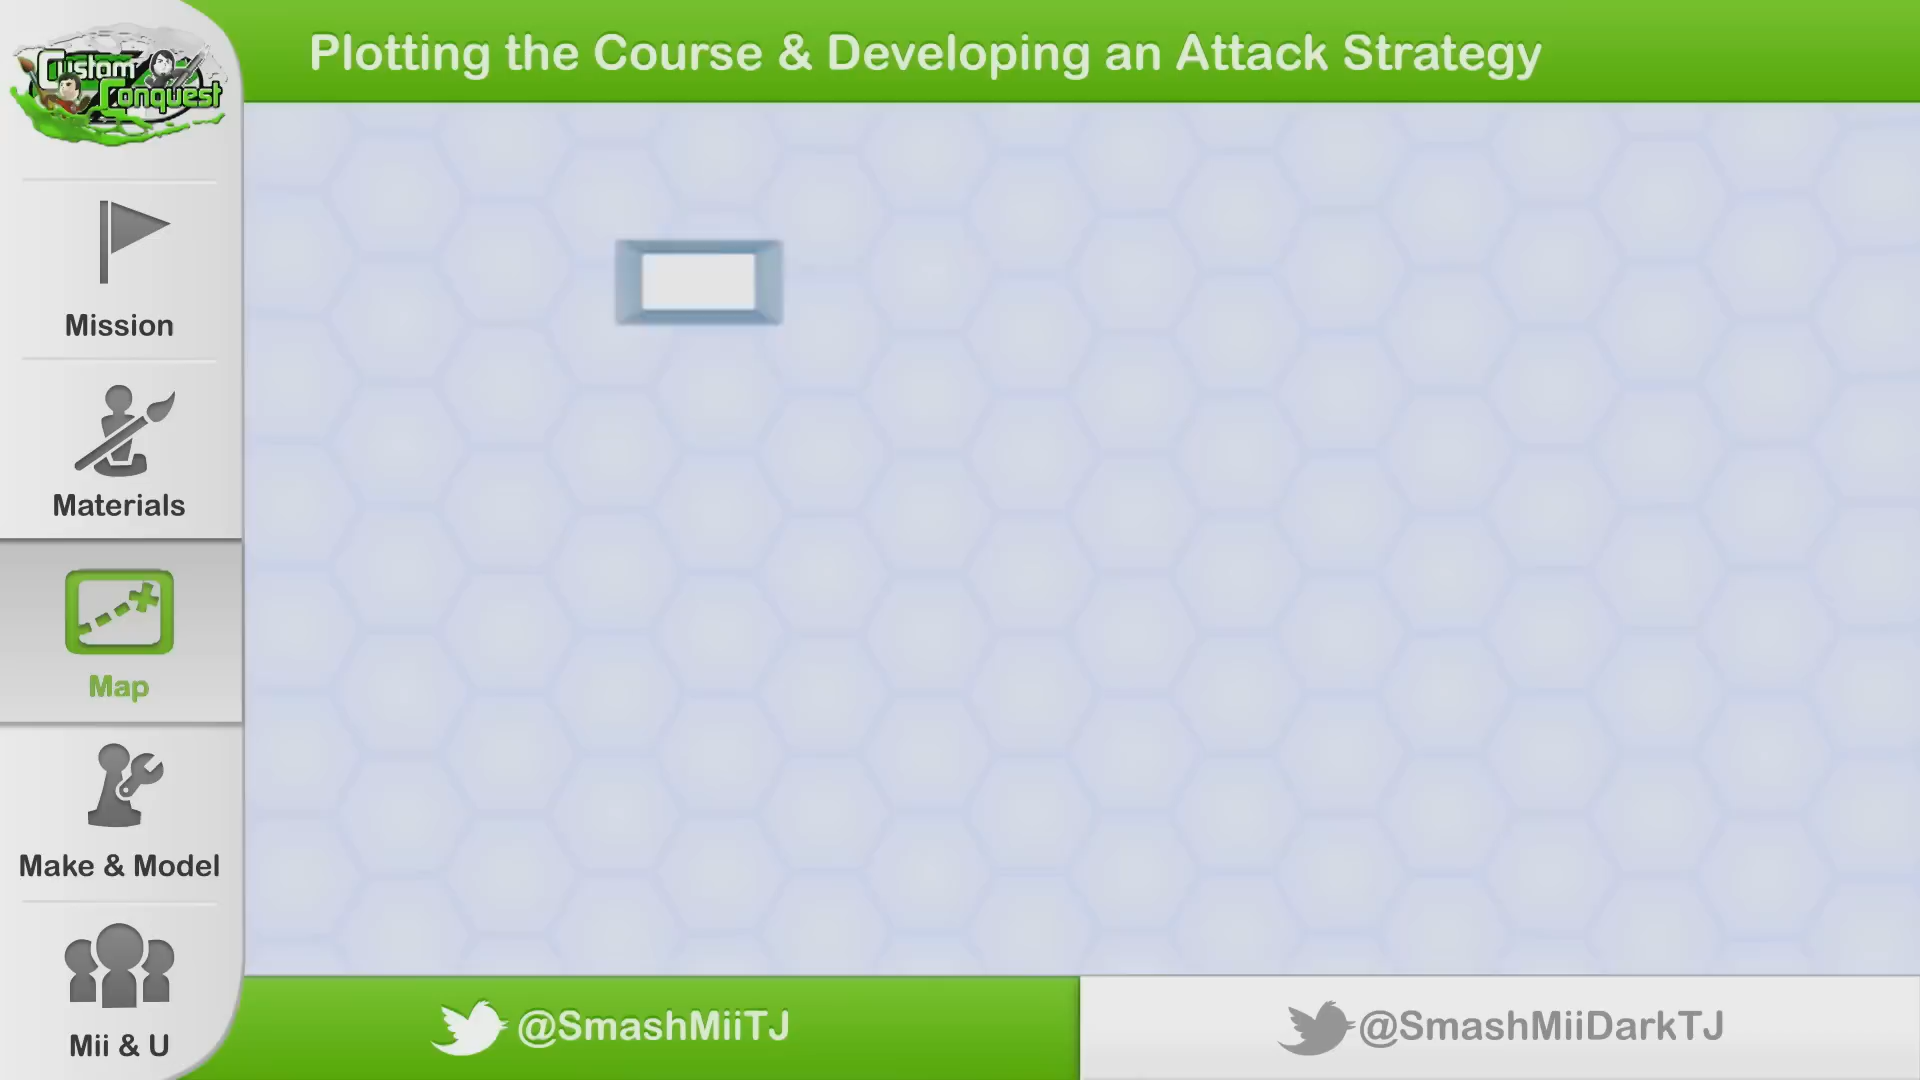 Custom
Conquest
Plotting the Course & Developing an Attack Strategy
Mission
Materials
Map
Make & Model
Mii & U
@SmashMiiTJ
@SmashMiiDarkTJ